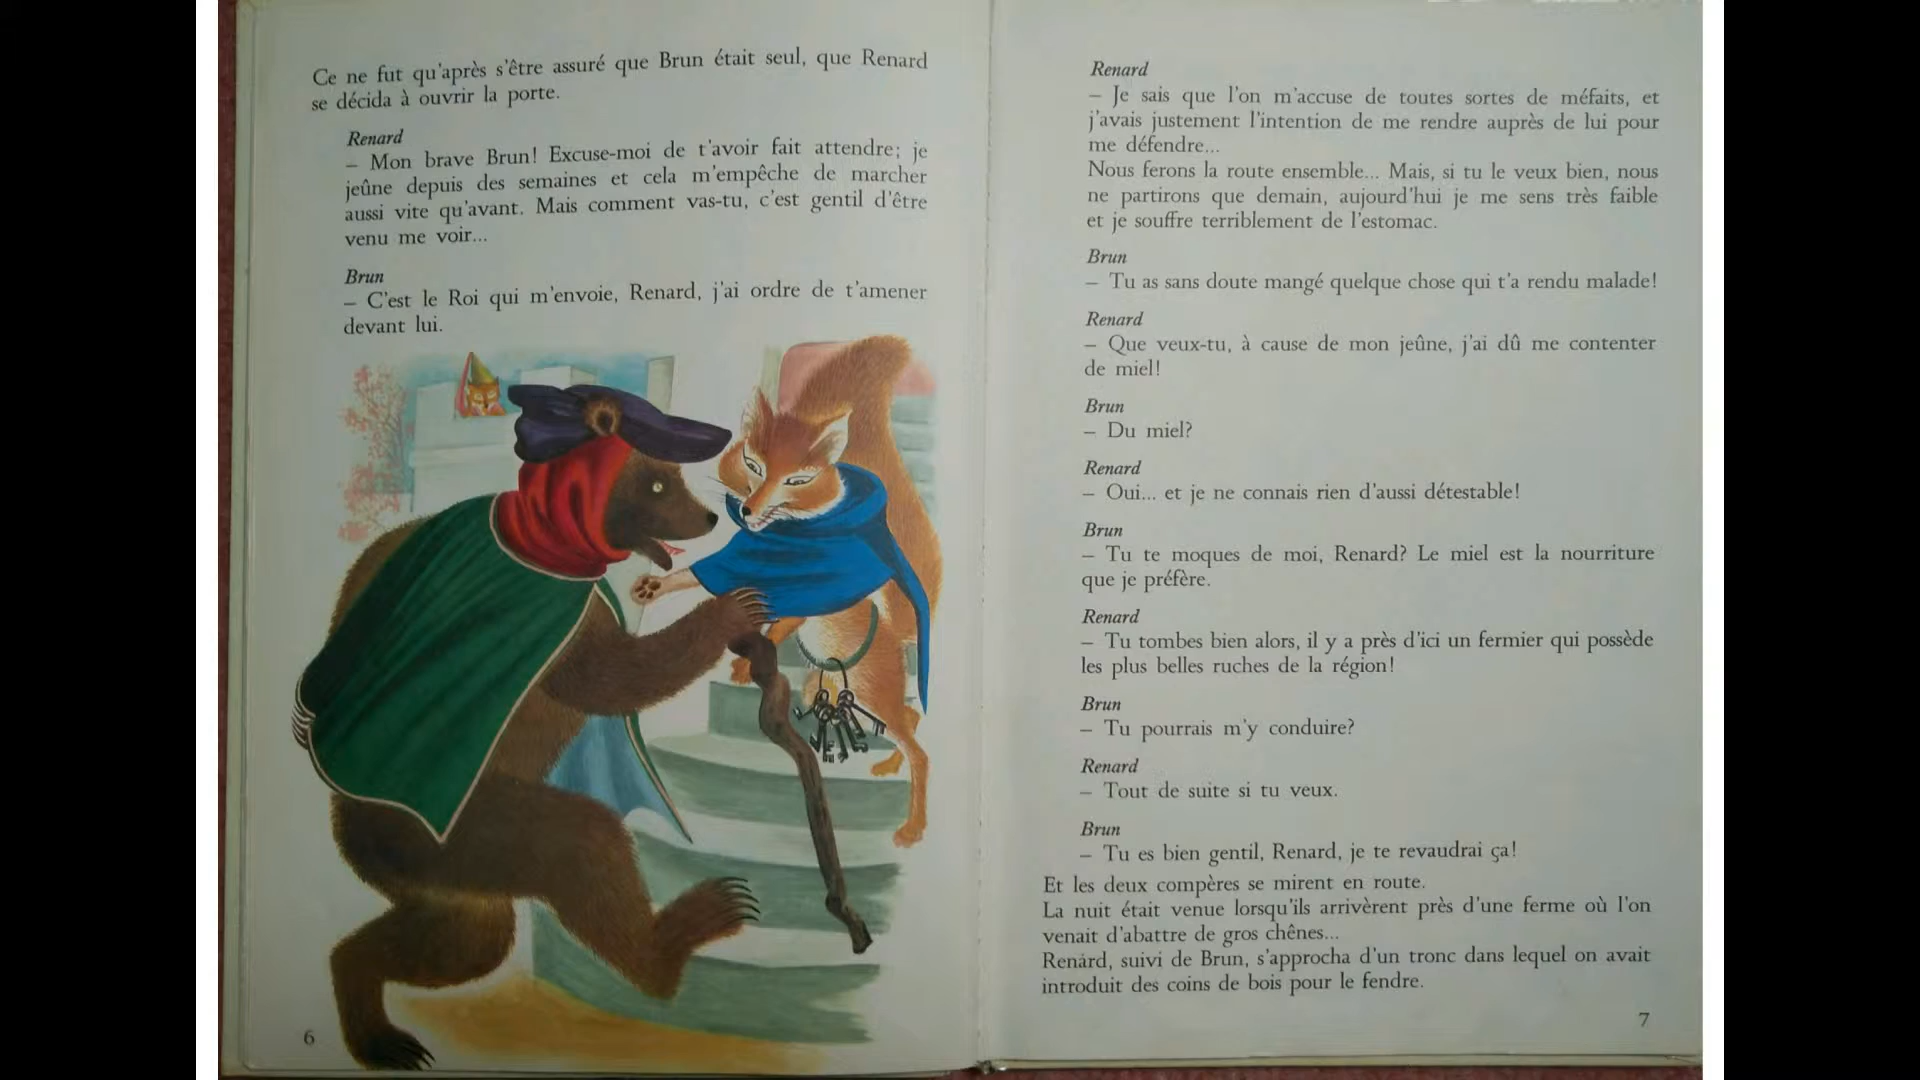 Ce ne fut qu'après s'être assuré que Brun était seul, que Renard
se décida à ouvrir la porte.
Renard
– Mon brave Brun! Excuse-moi de t'avoir fait attendre; je
jeûne depuis des semaines et cela m'empêche de marcher
aussi vite qu'avant. Mais comment vas-tu, c'est gentil d'être
venu me voir...
Brun
– C'est le Roi qui m'envoie, Renard, j'ai ordre de t'amener
devant lui.
6
Renard
– Je sais que l'on m'accuse de toutes sortes de méfaits, et
j'avais justement l'intention de me rendre auprès de lui pour
me défendre...
Nous ferons la route ensemble... Mais, si tu le veux bien, nous
ne partirons que demain, aujourd'hui je me sens très faible
et je souffre terriblement de l'estomac.
Brun
– Tu as sans doute mangé quelque chose qui t'a rendu malade!
Renard
– Que veux-tu, à cause de mon jeûne, j'ai dû me contenter
de miel!
Brun
– Du miel?
Renard
– Oui... et je ne connais rien d'aussi détestable!
Brun
– Tu te moques de moi, Renard? Le miel est la nourriture
que je préfère.
Renard
– Tu tombes bien alors, il y a près d'ici un fermier qui possède
les plus belles ruches de la région!
Brun
– Tu pourrais m'y conduire?
Renard
– Tout de suite si tu veux.
Brun
– Tu es bien gentil, Renard, je te revaudrai ça!
Et les deux compères se mirent en route.
La nuit était venue lorsqu'ils arrivèrent près d'une ferme où l'on
venait d'abattre de gros chênes...
Renard, suivi de Brun, s'approcha d'un tronc dans lequel on avait
introduit des coins de bois pour le fendre.
7